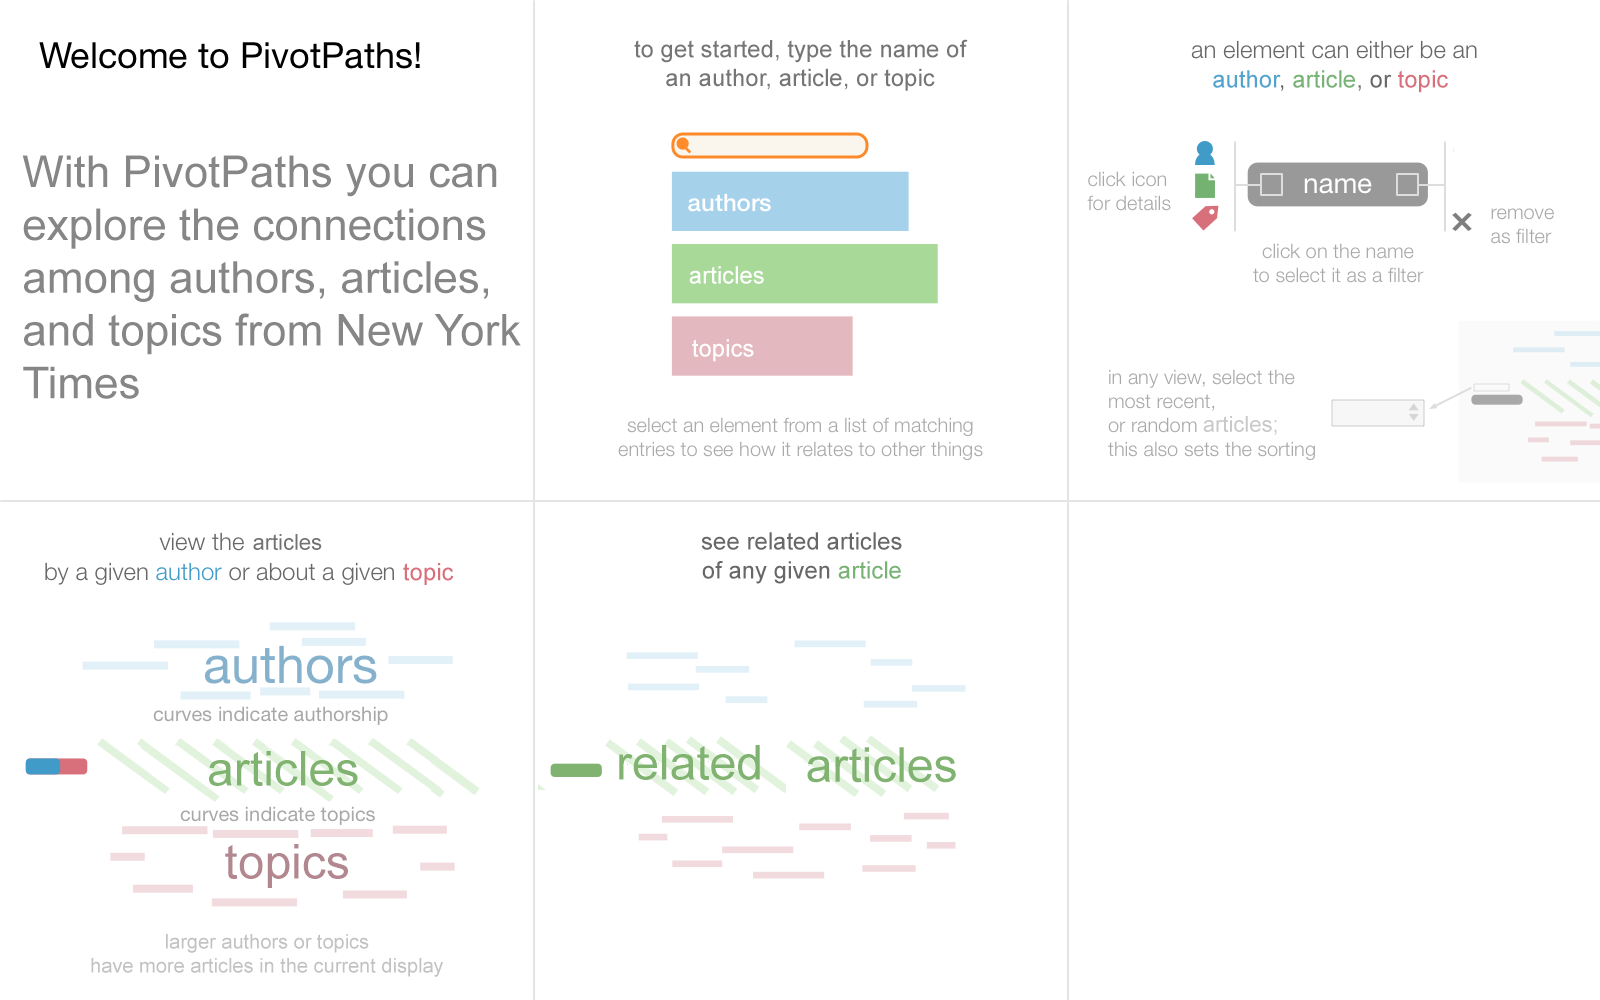 Welcome to PivotPaths!
With PivotPaths you can
explore the connections
among authors, articles,
and topics from New York
Times
to get started, type the name of
an author, article, or topic
authors
articles
topics
select an element from a list of matching
entries to see how it relates to other things
an element can either be an
author, article, or topic
click icon
for details
name
remove
as filter
click on the name
to select it as a filter
in any view, select the
most recent,
or random articles;
this also sets the sorting
view the articles
by a given author or about a given topic
authors
curves indicate authorship
articles
curves indicate topics
topics
larger authors or topics
have more articles in the current display
see related articles
of any given article
related articles